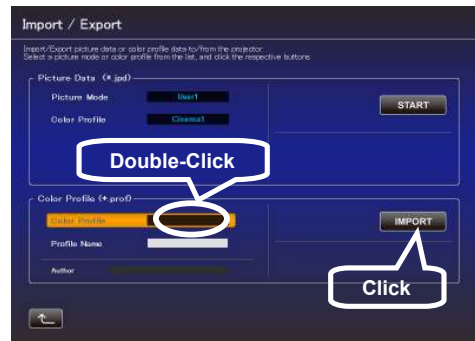 Import / Export
Import/Export picture data or color profile data to/from the projector.
Select a picture mode or color profile from the list, and click the respective buttons.
Picture Data (*.jpd)
Picture Mode User1
START
Color Profile Cinema1
Double-Click
Color Profile (*.prof)
Color Profile
IMPORT
Profile Name
Author
Click